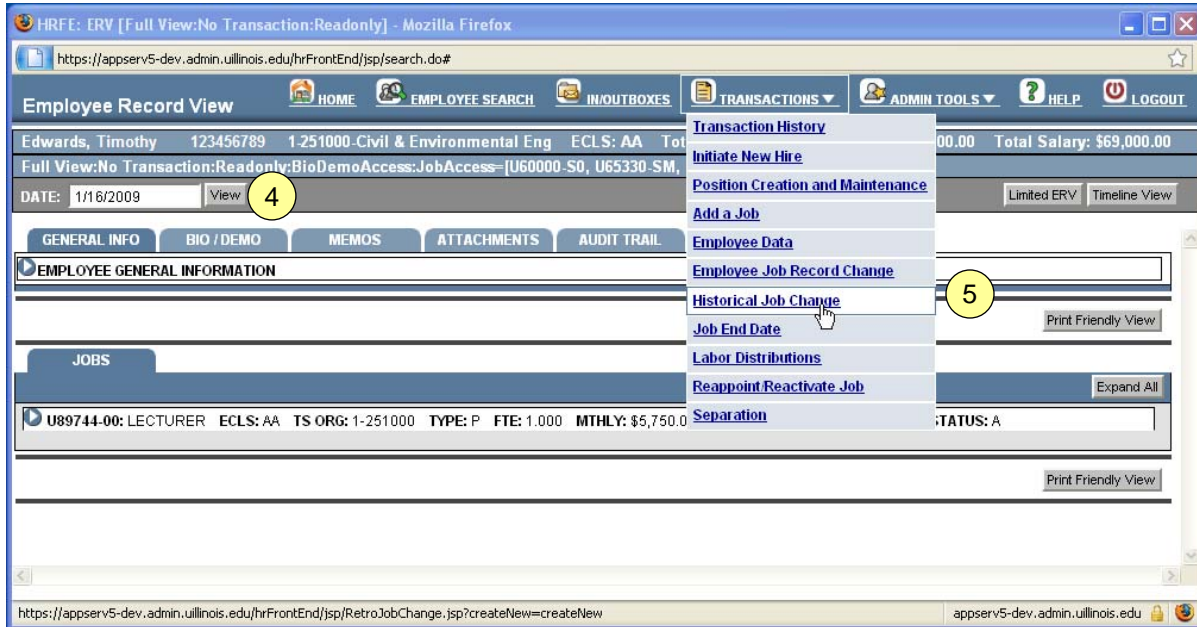 HRFE: ERV [Full View:No Transaction:Readonly] - Mozilla Firefox
https://appserv5-dev.admin.uillinois.edu/hrFrontEnd/jsp/search.do#
Employee Record View HOME EMPLOYEE SEARCH IN/OUTBOXES TRANSACTIONS ▼ ADMIN TOOLS ▼ HELP LOGOUT
Edwards, Timothy 123456789 1-251000-Civil & Environmental Eng ECLS: AA Tot 00.00 Total Salary: $69,000.00
Full View:No Transaction:Readonly:BioDemoAccess:JobAccess=[U60000-S0, U65330-SM,
DATE: 1/16/2009 View 4 Limited ERV Timeline View
Transaction History
Initiate New Hire
Position Creation and Maintenance
Add a Job
Employee Data
Employee Job Record Change
Historical Job Change 5
Job End Date
Labor Distributions
Reappoint/Reactivate Job
Separation
GENERAL INFO BIO / DEMO MEMOS ATTACHMENTS AUDIT TRAIL
EMPLOYEE GENERAL INFORMATION
Print Friendly View
JOBS
Expand All
U89744-00: LECTURER ECLS: AA TS ORG: 1-251000 TYPE: P FTE: 1.000 MTHLY: $5,750.0 STATUS: A
Print Friendly View
https://appserv5-dev.admin.uillinois.edu/hrFrontEnd/jsp/RetroJobChange.jsp?createNew=createNew appserv5-dev.admin.uillinois.edu